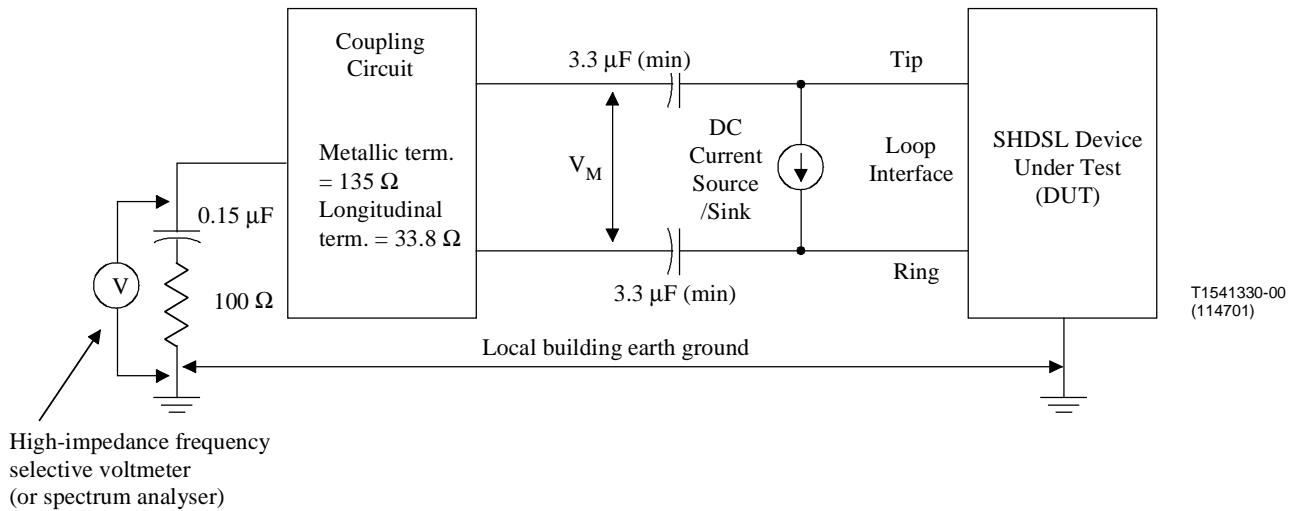 Coupling
Circuit
Metallic term.
= 135 Ω
Longitudinal
term. = 33.8 Ω
0.15 µF
100 Ω
V
3.3 µF (min)
V_M
3.3 µF (min)
DC
Current
Source
/Sink
Tip
Loop
Interface
Ring
SHDSL Device
Under Test
(DUT)
T1541330-00
(114701)
Local building earth ground
High-impedance frequency
selective voltmeter
(or spectrum analyser)